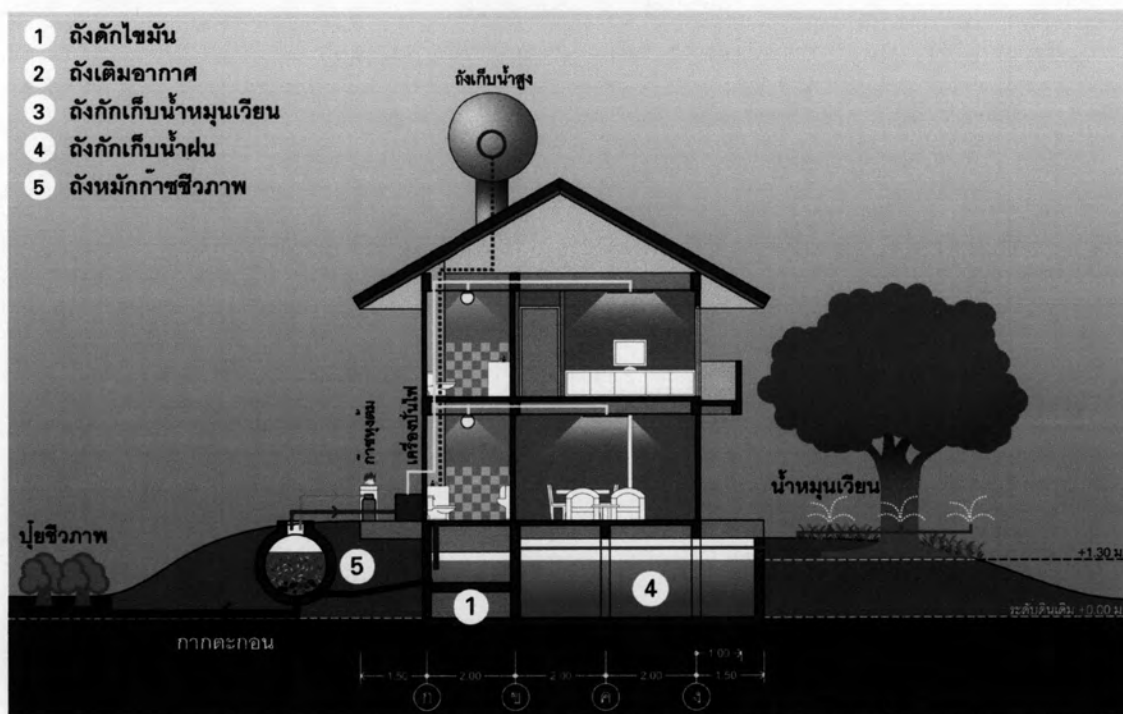 1 ถังดักไขมัน
2 ถังเติมอากาศ
3 ถังกักเก็บน้ำหมุนเวียน
4 ถังกักเก็บน้ำฝน
5 ถังหมักก๊าซชีวภาพ
ถังเก็บน้ำสูง
ก๊าซหุงต้ม
เครื่องปั่นไฟ
น้ำหมุนเวียน
ปุ๋ยชีวภาพ
5
4
1
+1.30 ม
ระดับดินเดิม +0.00 ม
กากตะกอน
1.00
1.50 2.00 2.00 2.00 1.50
ก ข ค ง